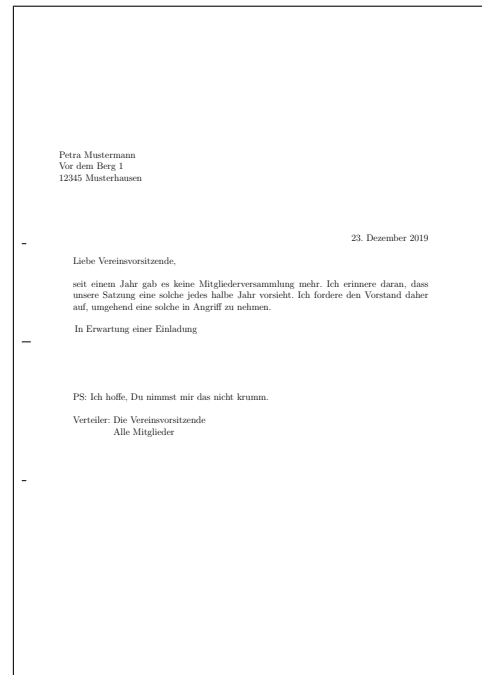 Petra Mustermann
Vor dem Berg 1
12345 Musterhausen
23. Dezember 2019
Liebe Vereinsvorsitzende,
seit einem Jahr gab es keine Mitgliederversammlung mehr. Ich erinnere daran, dass
unsere Satzung eine solche jedes halbe Jahr vorsieht. Ich fordere den Vorstand daher
auf, umgehend eine solche in Angriff zu nehmen.
In Erwartung einer Einladung
PS: Ich hoffe, Du nimmst mir das nicht krumm.
Verteiler: Die Vereinsvorsitzende
Alle Mitglieder